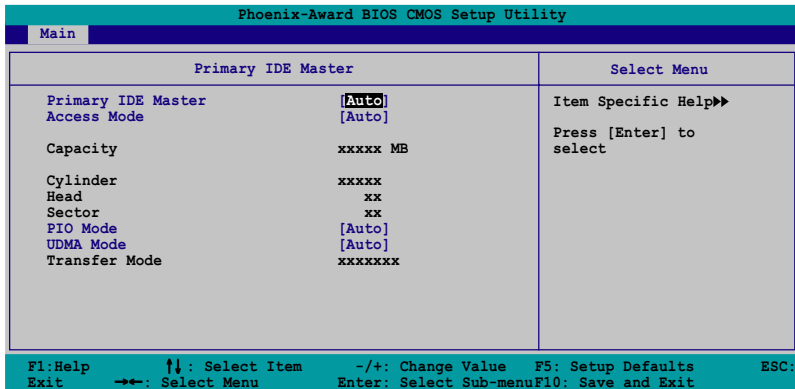 Phoenix-Award BIOS CMOS Setup Utility
Main
Primary IDE Master
Select Menu
Primary IDE Master [Auto]
Access Mode [Auto]
Capacity xxxxx MB
Cylinder xxxxx
Head xx
Sector xx
PIO Mode [Auto]
UDMA Mode [Auto]
Transfer Mode xxxxxxx
Item Specific Help▶▶
Press [Enter] to
select
F1:Help ↑↓: Select Item -/+: Change Value F5: Setup Defaults ESC:
Exit →←: Select Menu Enter: Select Sub-menuF10: Save and Exit